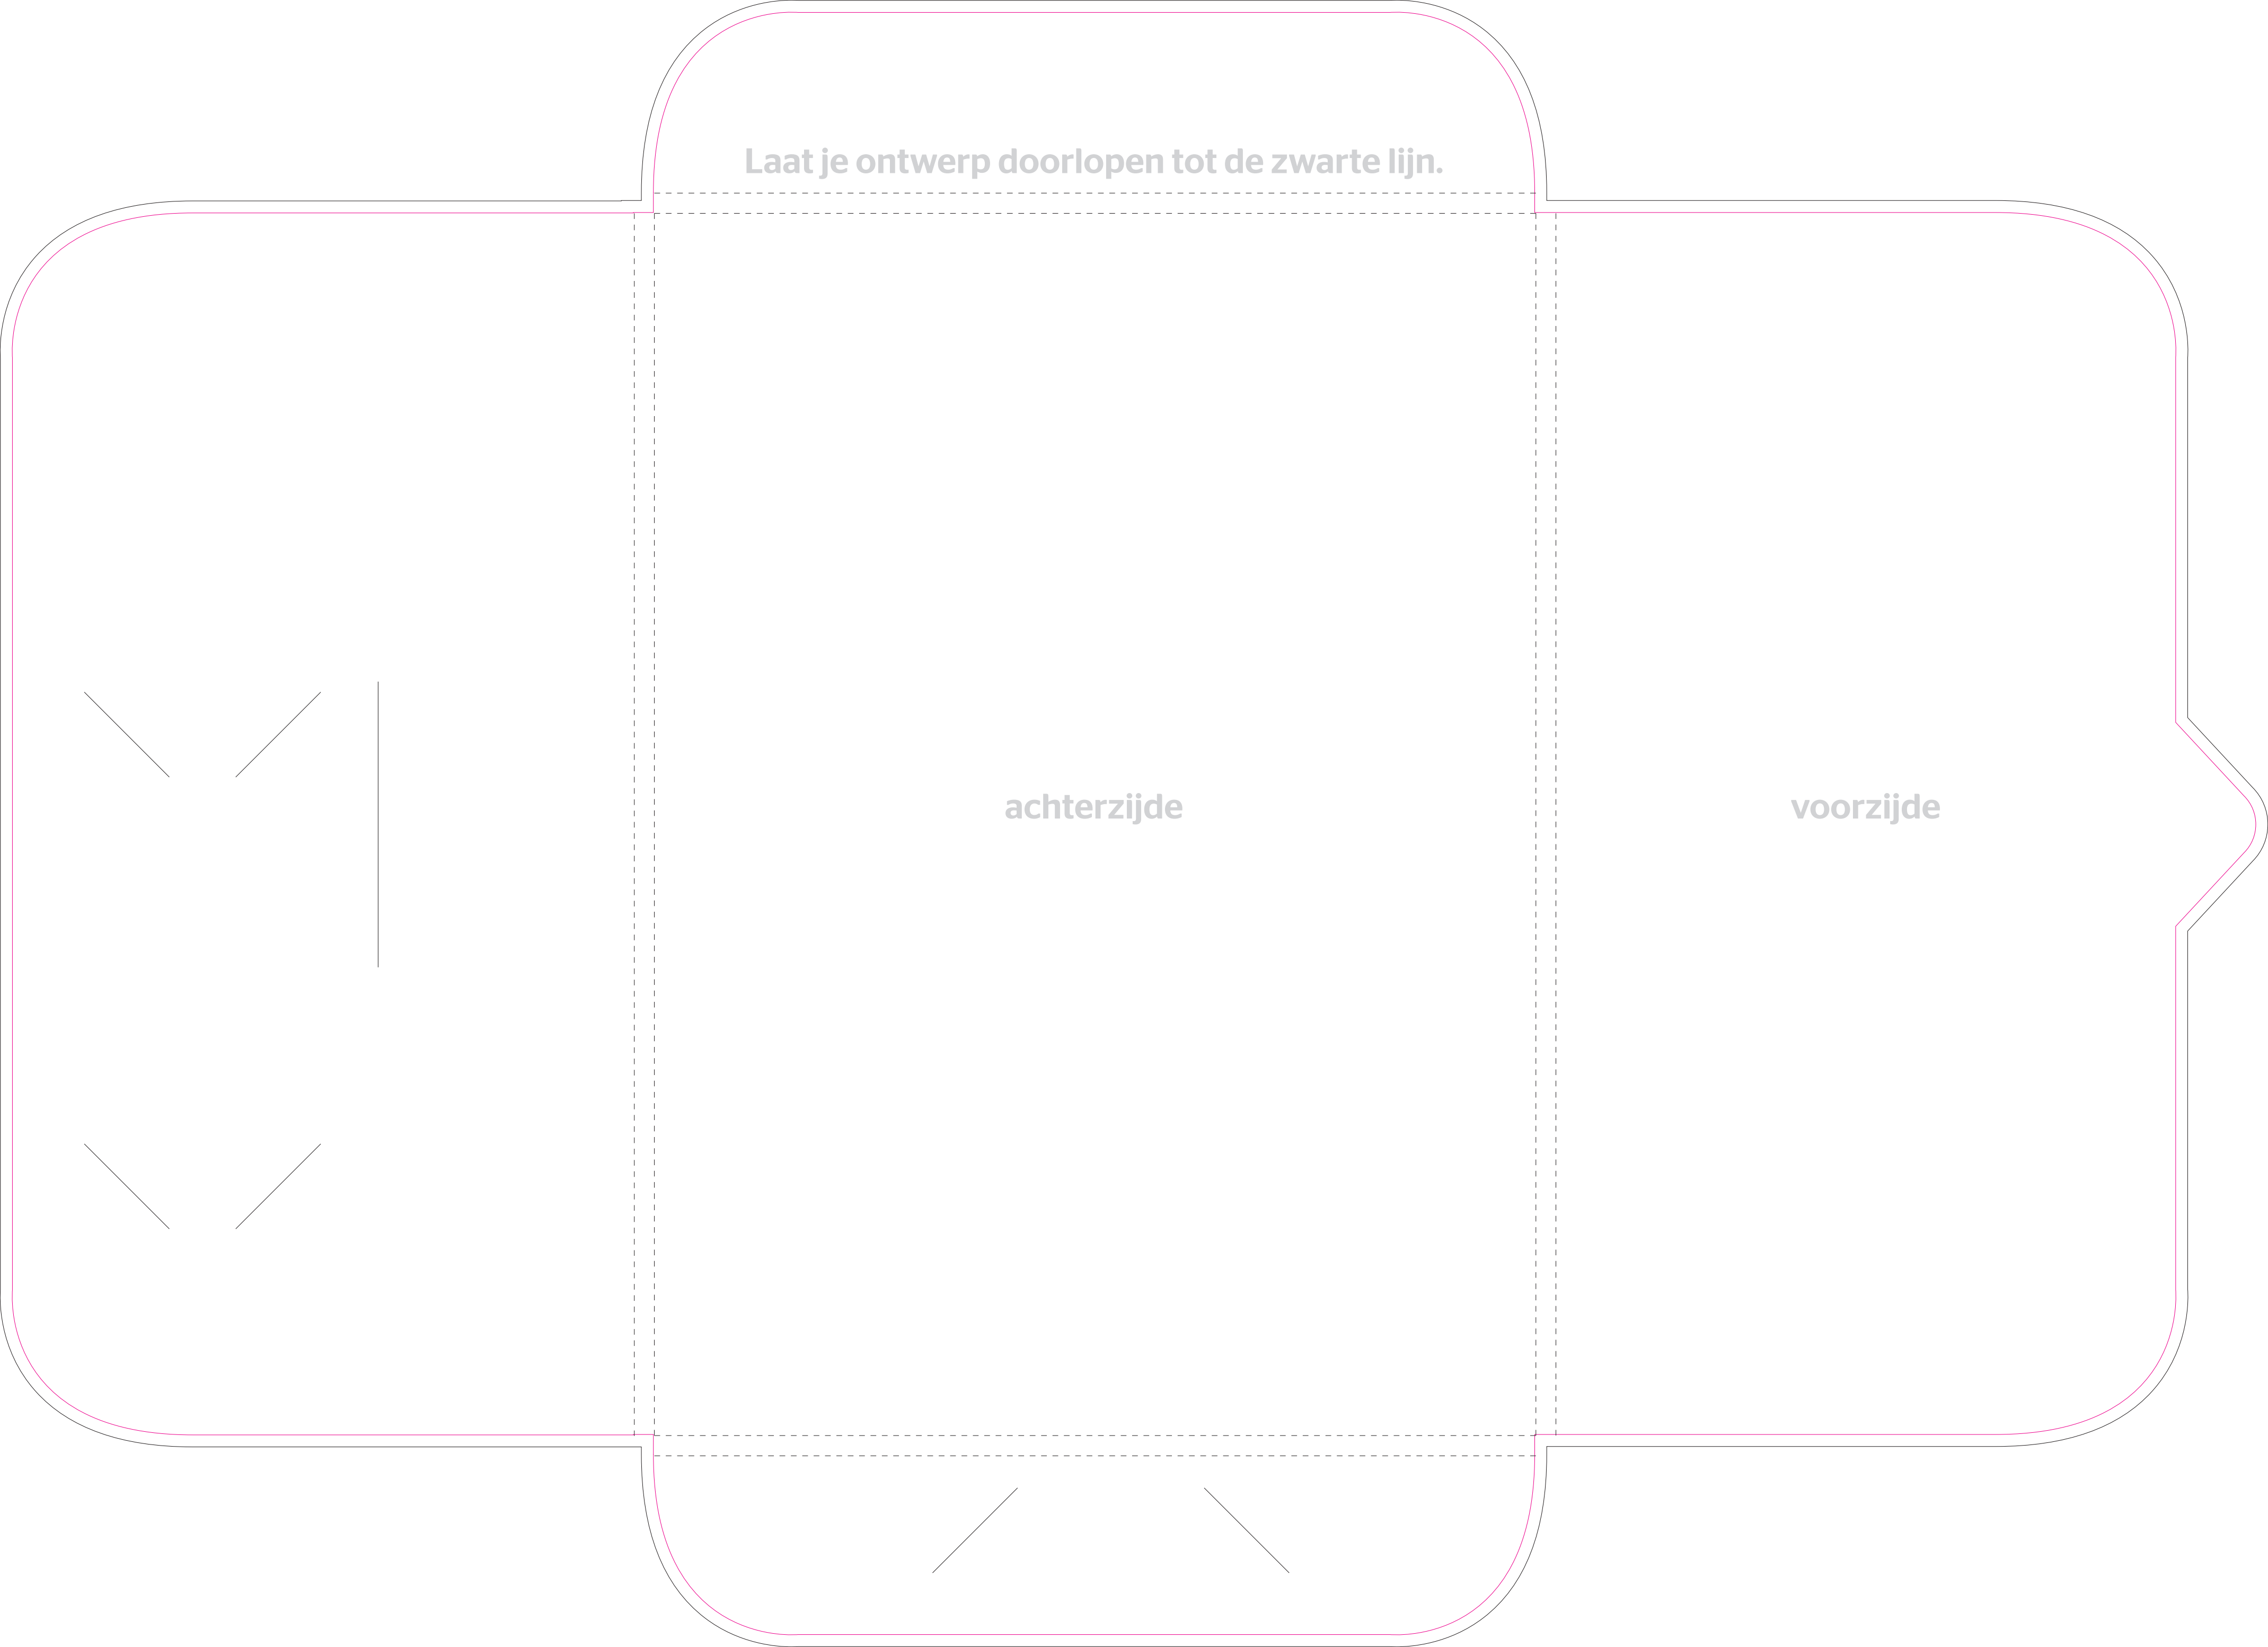 Laat je ontwerp doorlopen tot de zwarte lijn.
achterzijde
voorzijde